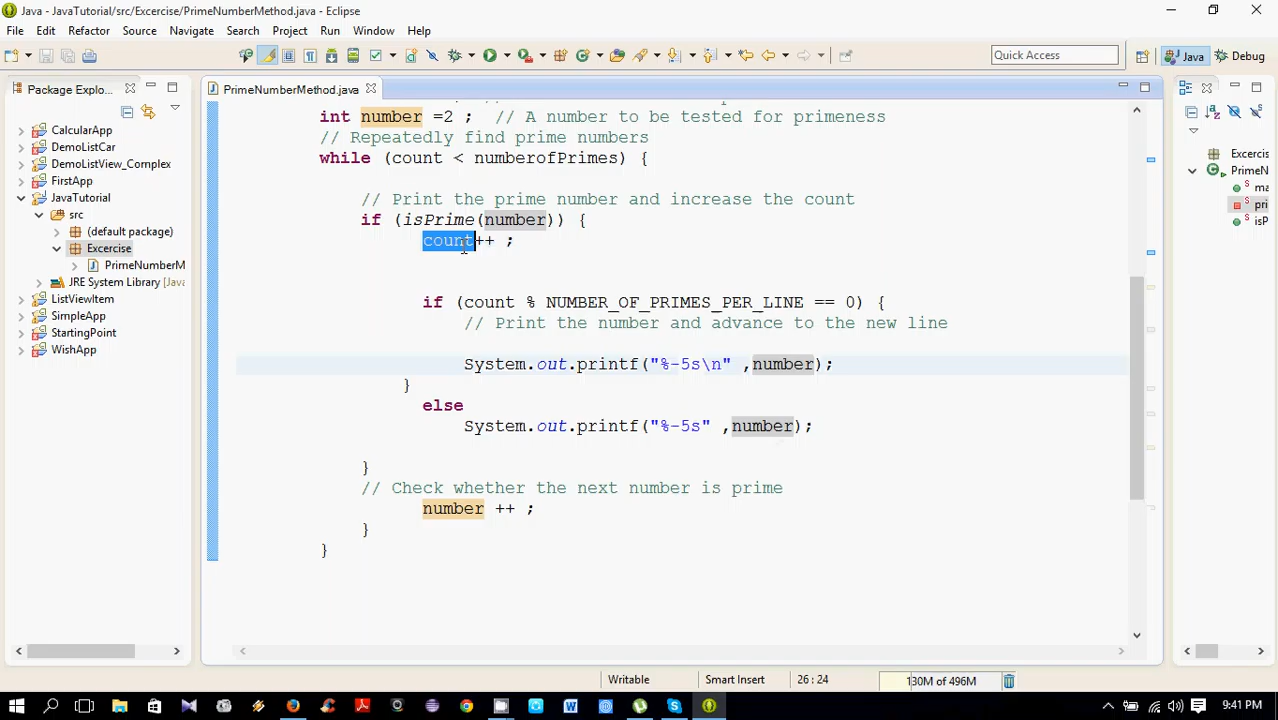 Java - JavaTutorial/src/Excercise/PrimeNumberMethod.java - Eclipse
File Edit Refactor Source Navigate Search Project Run Window Help
Quick Access
Java
Debug
Package Explo...
CalcularApp
DemoListCar
DemoListView_Complex
FirstApp
JavaTutorial
src
(default package)
Excercise
PrimeNumberM
JRE System Library [Java
ListViewItem
SimpleApp
StartingPoint
WishApp
PrimeNumberMethod.java
int number =2 ; // A number to be tested for primeness
// Repeatedly find prime numbers
while (count < numberofPrimes) {
// Print the prime number and increase the count
if (isPrime(number)) {
count++ ;
if (count % NUMBER_OF_PRIMES_PER_LINE == 0) {
// Print the number and advance to the new line
System.out.printf("%-5s\n" ,number);
}
else
System.out.printf("%-5s" ,number);
}
// Check whether the next number is prime
number ++ ;
}
}
Excercis
PrimeN
ma
pri
isP
Writable
Smart Insert
26 : 24
130M of 496M
9:41 PM